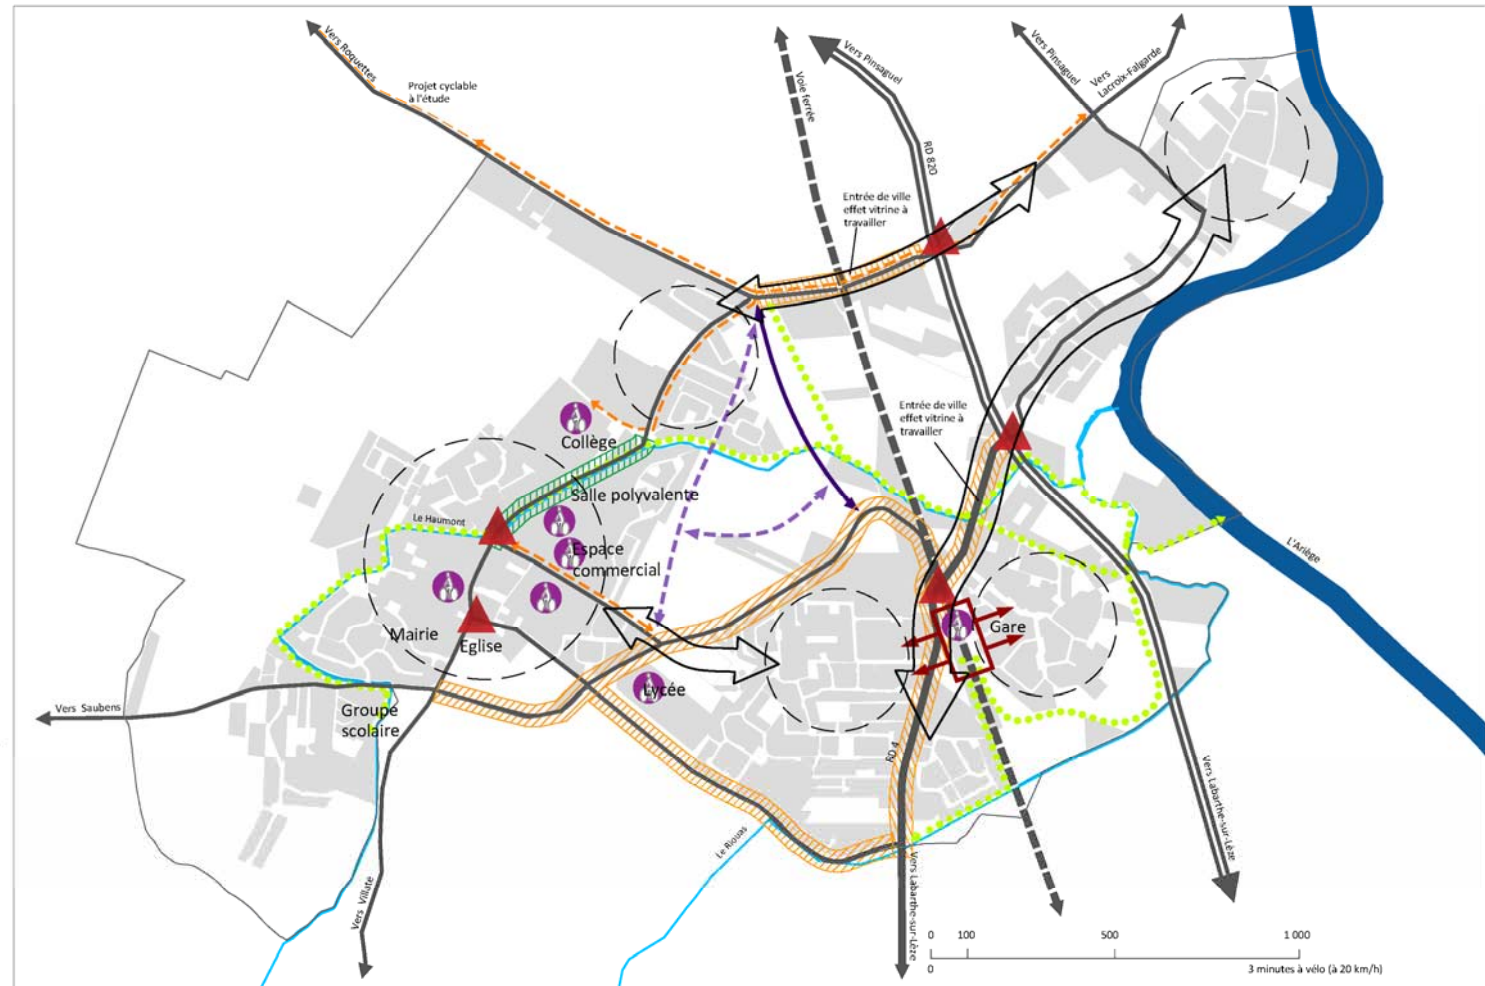 Vers Roquettes
Projet cyclable
à l'étude
Voie ferrée
Vers Pinsaguel
RD 820
Vers Pinsaguel
Vers
Lacroix-Falgarde
Entrée de ville
effet vitrine à
travailler
Entrée de ville
effet vitrine à
travailler
Collège
Salle polyvalente
Le Haumont
Espace
commercial
L'Ariège
Mairie
Eglise
Gare
Lycée
Groupe
scolaire
Vers Saubens
RD 4
Vers Labarthe-sur-Lèze
Le Riouas
Vers Villate
Vers Labarthe-sur-Lèze
0 100 500 1 000
0 3 minutes à vélo (à 20 km/h)